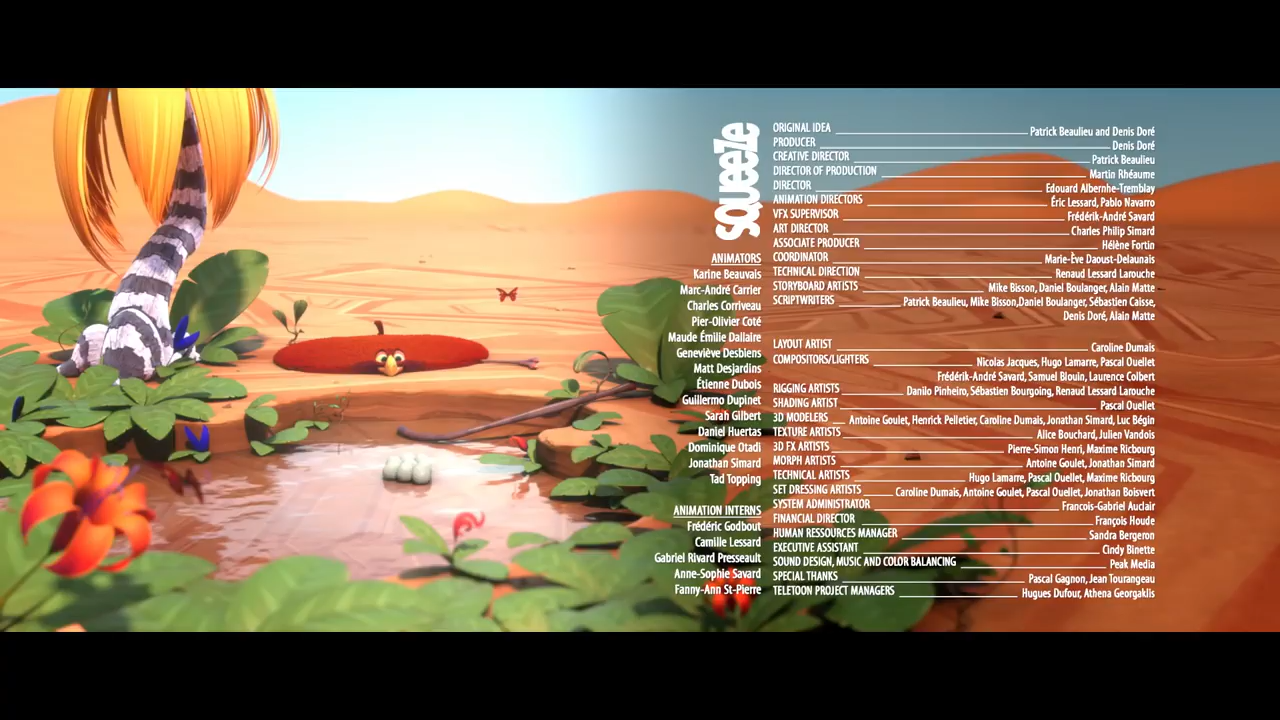 squeeze
ANIMATORS
Karine Beauvais
Marc-André Carrier
Charles Corriveau
Pier-Olivier Coté
Maude Émilie Dallaire
Geneviève Desbiens
Matt Desjardins
Étienne Dubois
Guillermo Dupinet
Sarah Gilbert
Daniel Huertas
Dominique Otadi
Jonathan Simard
Tad Topping
ANIMATION INTERNS
Frédéric Godbout
Camille Lessard
Gabriel Rivard Presseault
Anne-Sophie Savard
Fanny-Ann St-Pierre
ORIGINAL IDEA Patrick Beaulieu and Denis Doré
PRODUCER Denis Doré
CREATIVE DIRECTOR Patrick Beaulieu
DIRECTOR OF PRODUCTION Martin Rhéaume
DIRECTOR Edouard Albernhe-Tremblay
ANIMATION DIRECTORS Éric Lessard, Pablo Navarro
VFX SUPERVISOR Frédérik-André Savard
ART DIRECTOR Charles Philip Simard
ASSOCIATE PRODUCER Hélène Fortin
COORDINATOR Marie-Ève Daoust-Delaunais
TECHNICAL DIRECTION Renaud Lessard Larouche
STORYBOARD ARTISTS Mike Bisson, Daniel Boulanger, Alain Matte
SCRIPTWRITERS Patrick Beaulieu, Mike Bisson,Daniel Boulanger, Sébastien Caisse,
Denis Doré, Alain Matte
LAYOUT ARTIST Caroline Dumais
COMPOSITORS/LIGHTERS Nicolas Jacques, Hugo Lamarre, Pascal Ouellet
Frédérik-André Savard, Samuel Blouin, Laurence Colbert
RIGGING ARTISTS Danilo Pinheiro, Sébastien Bourgoing, Renaud Lessard Larouche
SHADING ARTIST Pascal Ouellet
3D MODELERS Antoine Goulet, Henrick Pelletier, Caroline Dumais, Jonathan Simard, Luc Bégin
TEXTURE ARTISTS Alice Bouchard, Julien Vandois
3D FX ARTISTS Pierre-Simon Henri, Maxime Ricbourg
MORPH ARTISTS Antoine Goulet, Jonathan Simard
TECHNICAL ARTISTS Hugo Lamarre, Pascal Ouellet, Maxime Ricbourg
SET DRESSING ARTISTS Caroline Dumais, Antoine Goulet, Pascal Ouellet, Jonathan Boisvert
SYSTEM ADMINISTRATOR Francois-Gabriel Auclair
FINANCIAL DIRECTOR François Houde
HUMAN RESSOURCES MANAGER Sandra Bergeron
EXECUTIVE ASSISTANT Cindy Binette
SOUND DESIGN, MUSIC AND COLOR BALANCING Peak Media
SPECIAL THANKS Pascal Gagnon, Jean Tourangeau
TELETOON PROJECT MANAGERS Hugues Dufour, Athena Georgaklis